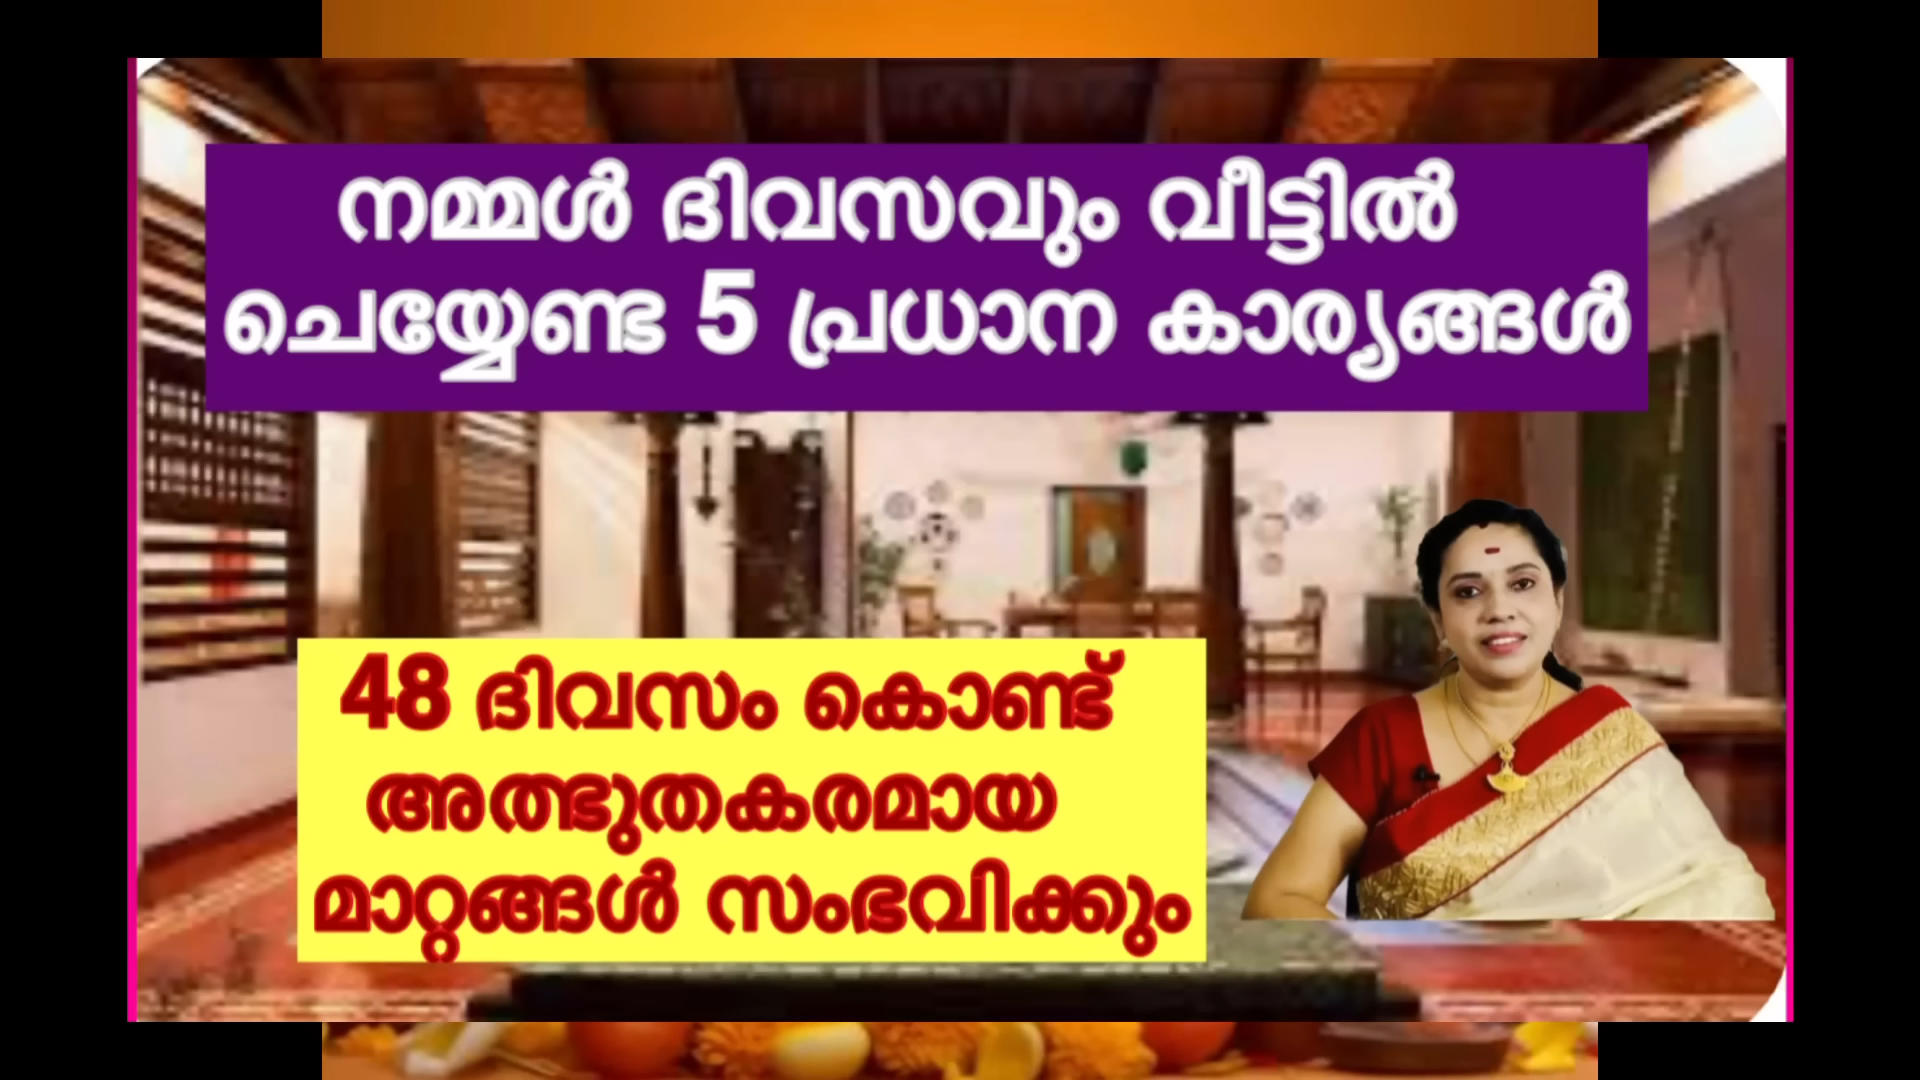 നമ്മൾ ദിവസവും വീട്ടിൽ
ചെയ്യേണ്ട 5 പ്രധാന കാര്യങ്ങൾ
48 ദിവസം കൊണ്ട്
അത്ഭുതകരമായ
മാറ്റങ്ങൾ സംഭവിക്കും